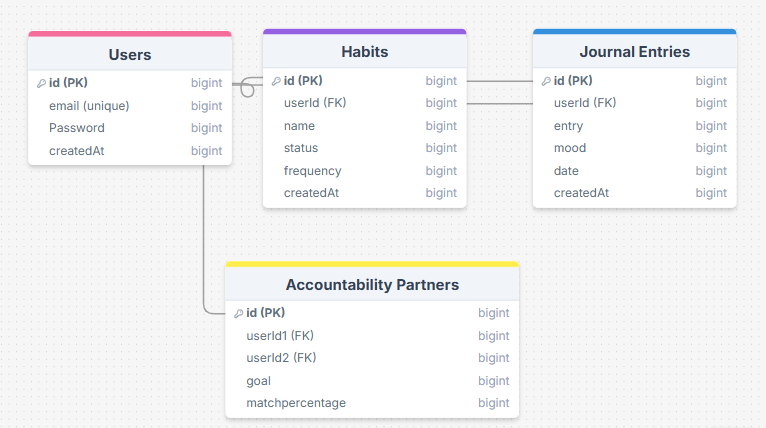 Users
id (PK) bigint
email (unique) bigint
Password bigint
createdAt bigint
Habits
id (PK) bigint
userId (FK) bigint
name bigint
status bigint
frequency bigint
createdAt bigint
Journal Entries
id (PK) bigint
userId (FK) bigint
entry bigint
mood bigint
date bigint
createdAt bigint
Accountability Partners
id (PK) bigint
userId1 (FK) bigint
userId2 (FK) bigint
goal bigint
matchpercentage bigint